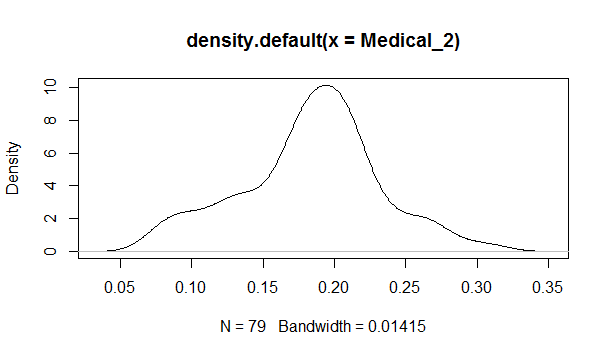 density.default(x = Medical_2)
Density
10
8
6
4
2
0
0.05 0.10 0.15 0.20 0.25 0.30 0.35
N = 79 Bandwidth = 0.01415